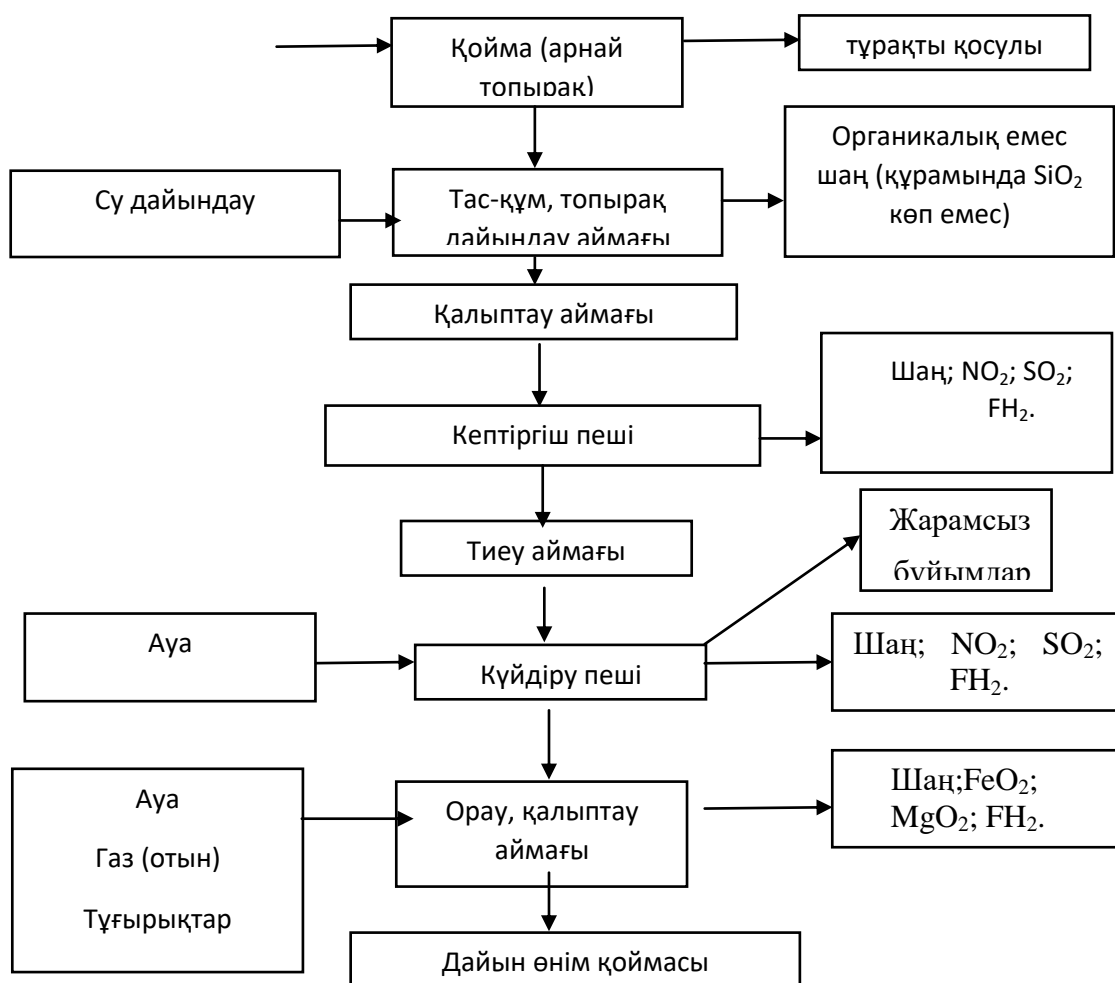 Қойма (арнай
топырақ)
тұрақты қосулы
Органикалық емес
шаң (құрамында SiO₂
көп емес)
Су дайындау
Тас-құм, топырақ
дайындау аймағы
Қалыптау аймағы
Шаң; NO₂; SO₂;
FH₂.
Кептіргіш пеші
Жарамсыз
бұйымдар
Тиеу аймағы
Ауа
Күйдіру пеші
Шаң; NO₂; SO₂;
FH₂.
Ауа
Газ (отын)
Тұғырықтар
Орау, қалыптау
аймағы
Шаң;FeO₂;
MgO₂; FH₂.
Дайын өнім қоймасы